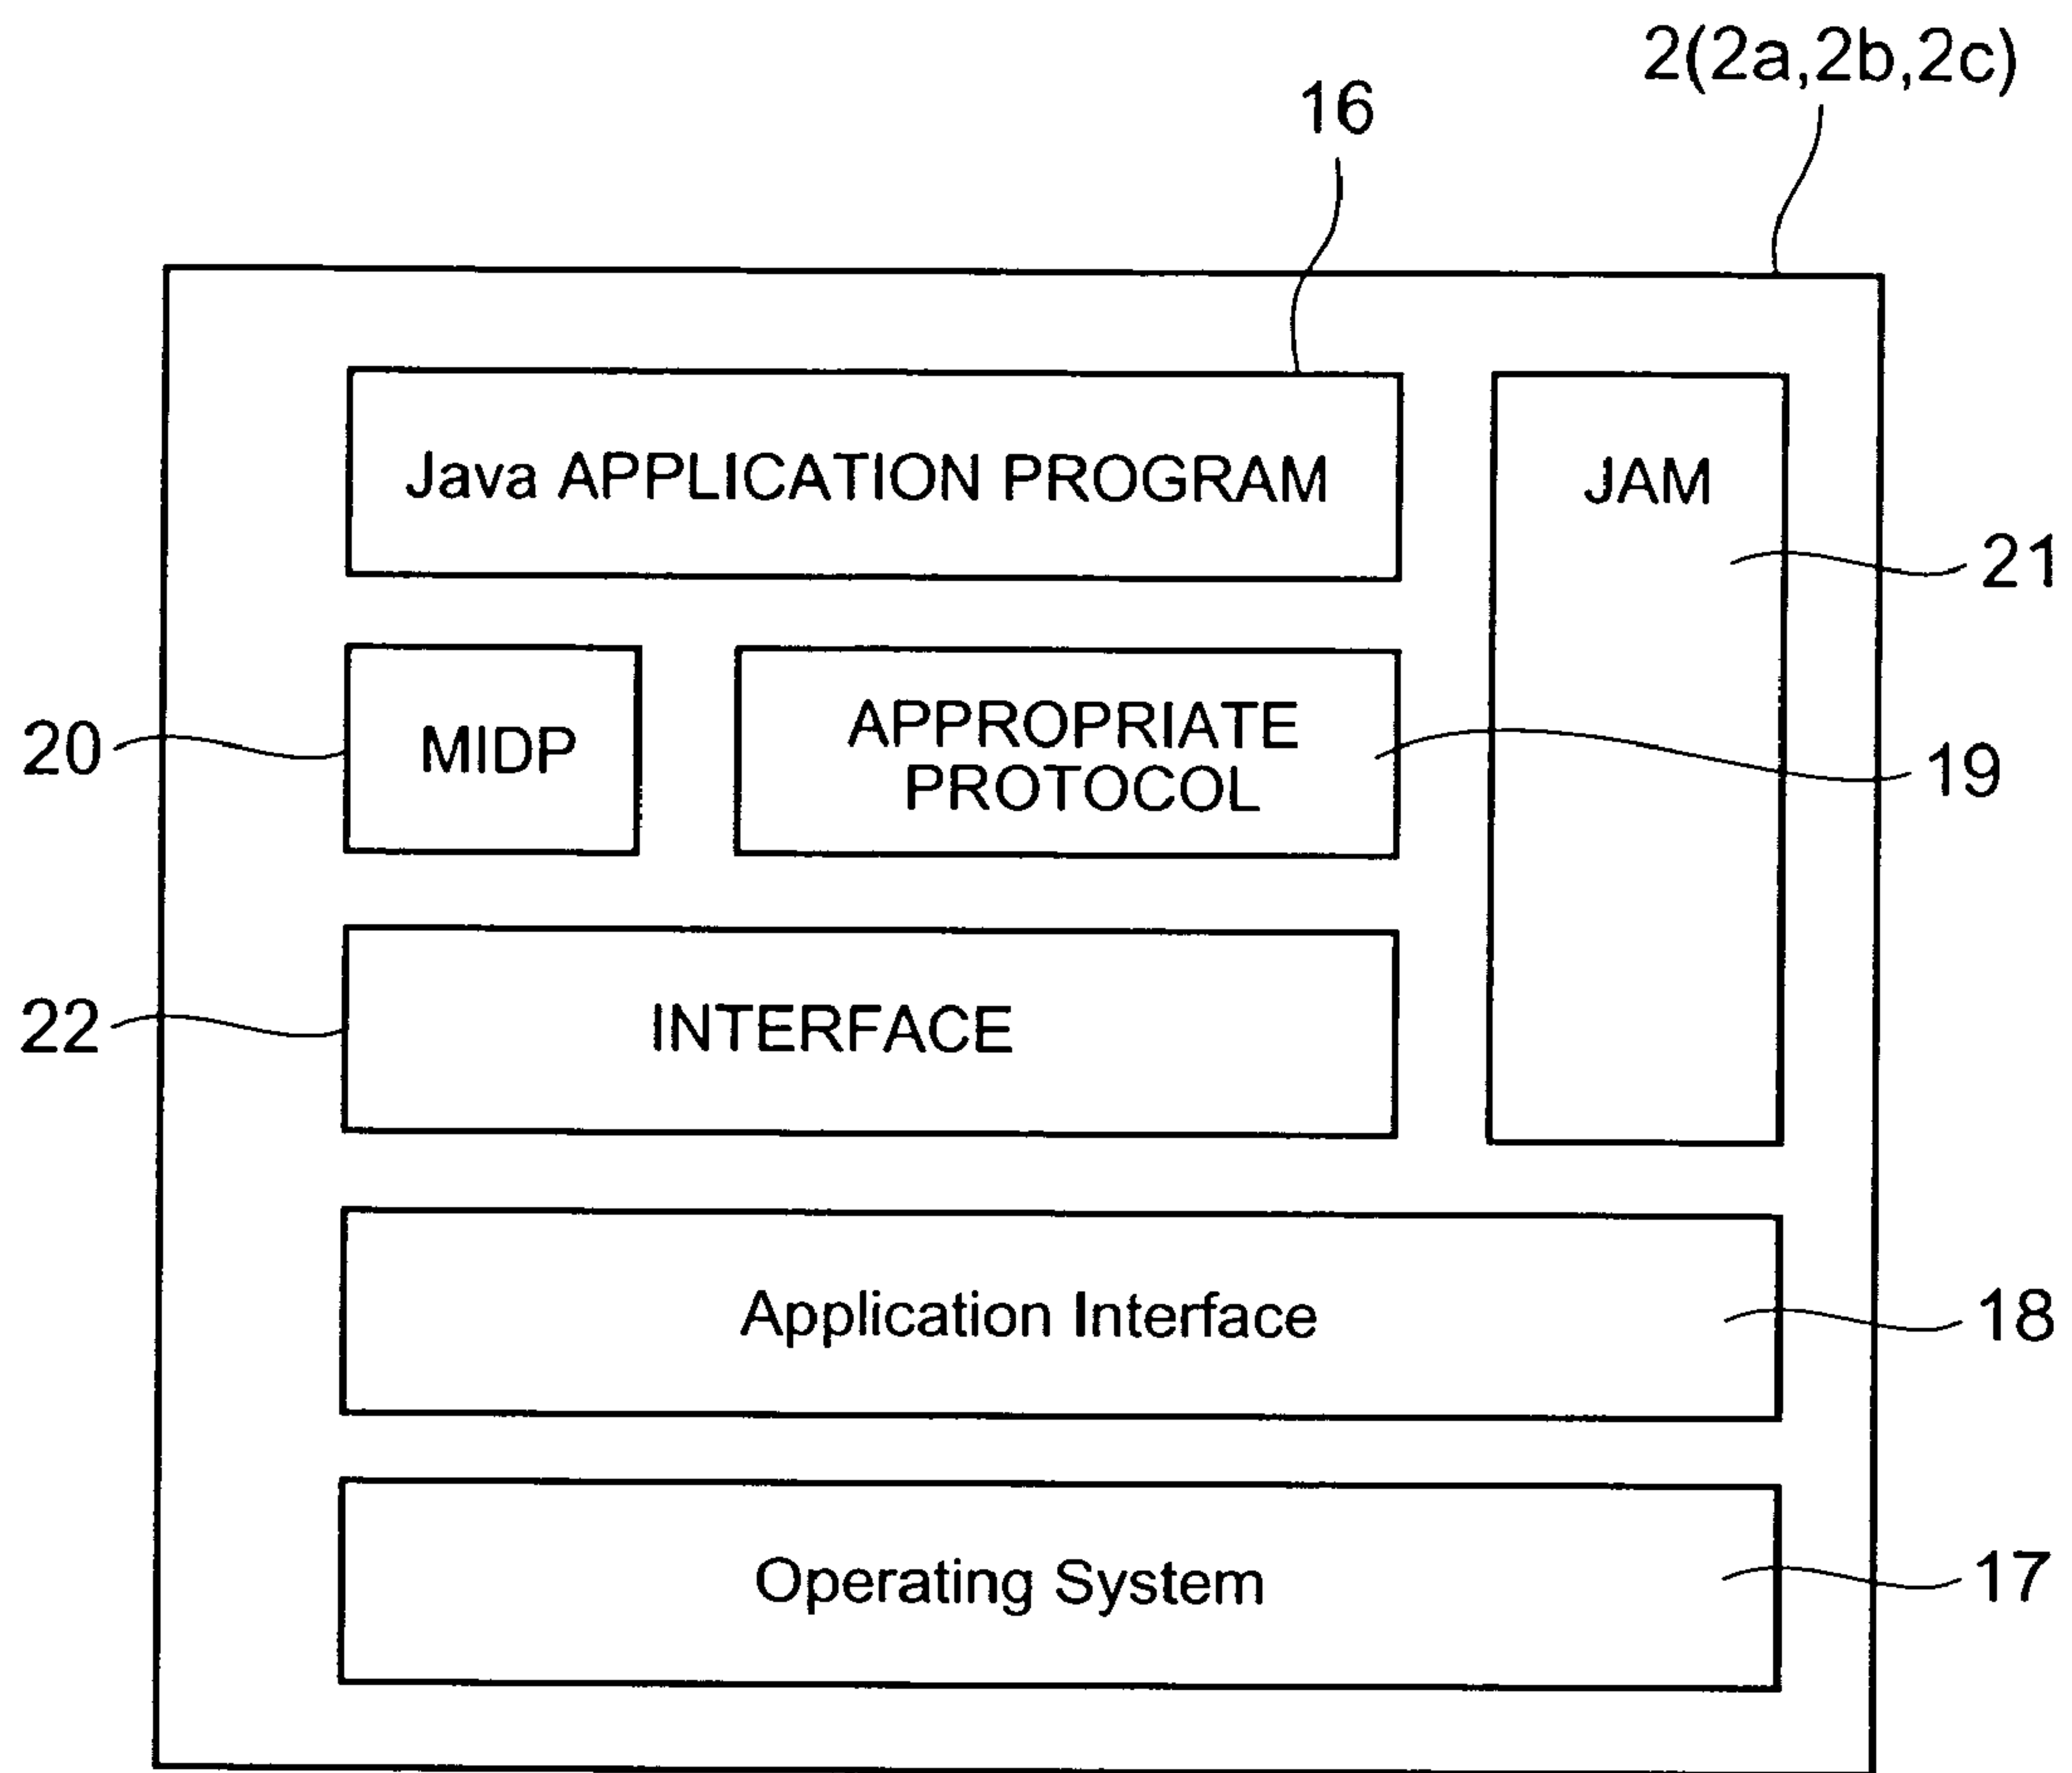 2(2a,2b,2c)
16
Java APPLICATION PROGRAM
JAM
21
20
MIDP
APPROPRIATE
PROTOCOL
19
22
INTERFACE
Application Interface
18
Operating System
17